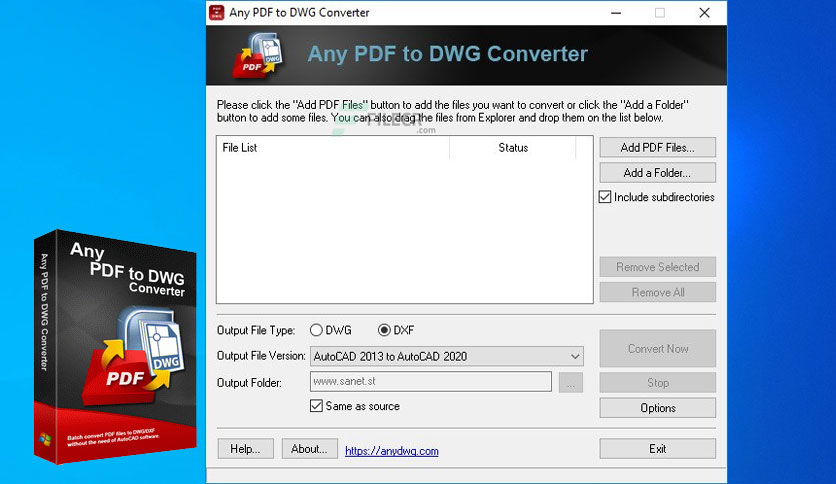 Any PDF to DWG Converter
Any PDF to DWG Converter
Please click the "Add PDF Files" button to add the files you want to convert or click the "Add a Folder"
button to add some files. You can also drag the files from Explorer and drop them on the list below.
FILECR
.com
File List Status
Add PDF Files...
Add a Folder...
Include subdirectories
Remove Selected
Remove All
Output File Type: DWG DXF
Output File Version: AutoCAD 2013 to AutoCAD 2020
Output Folder: www.sanet.st ...
Same as source
Convert Now
Stop
Options
Help... About... https://anydwg.com Exit
Any PDF to DWG Converter
Any
PDF to DWG
Converter
PDF
DWG
Batch convert PDF files to DWG/DXF
without the need of AutoCAD software.
PDF
DWG